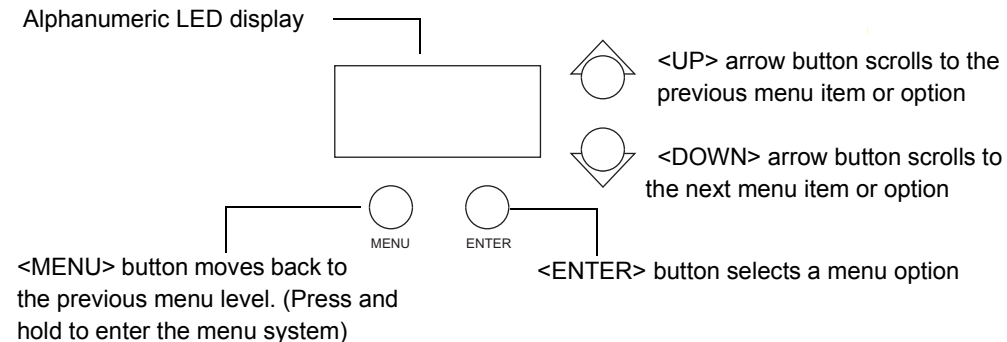 Alphanumeric LED display
<UP> arrow button scrolls to the
previous menu item or option
<DOWN> arrow button scrolls to
the next menu item or option
MENU
ENTER
<MENU> button moves back to
the previous menu level. (Press and
hold to enter the menu system)
<ENTER> button selects a menu option